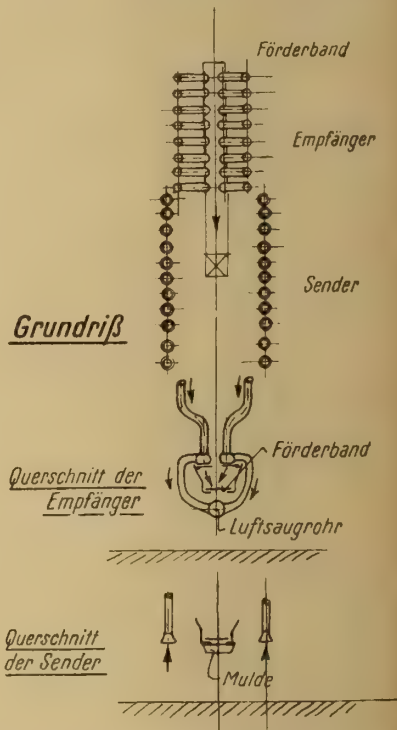 Förderband
Empfänger
Sender
Grundriß
Förderband
Querschnitt der
Empfänger
Luftsaugrohr
Querschnitt
der Sender
Mulde